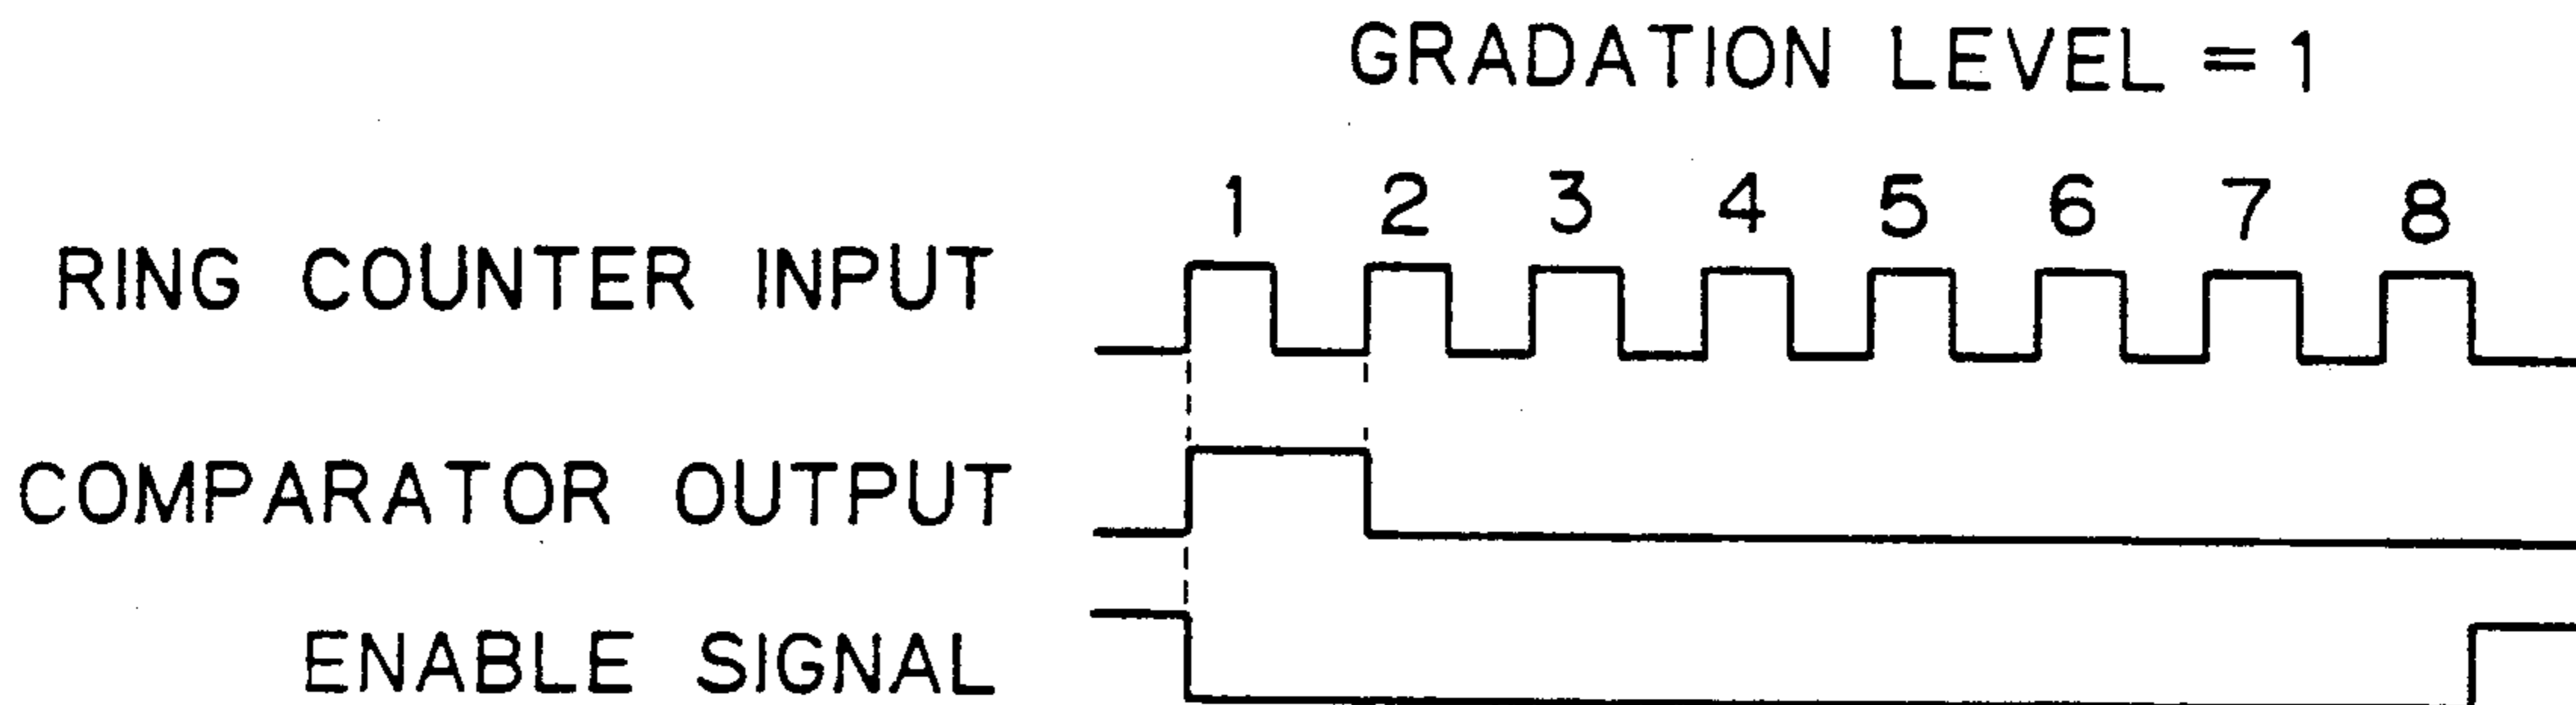 GRADATION LEVEL = 1
1 2 3 4 5 6 7 8
RING COUNTER INPUT
COMPARATOR OUTPUT
ENABLE SIGNAL